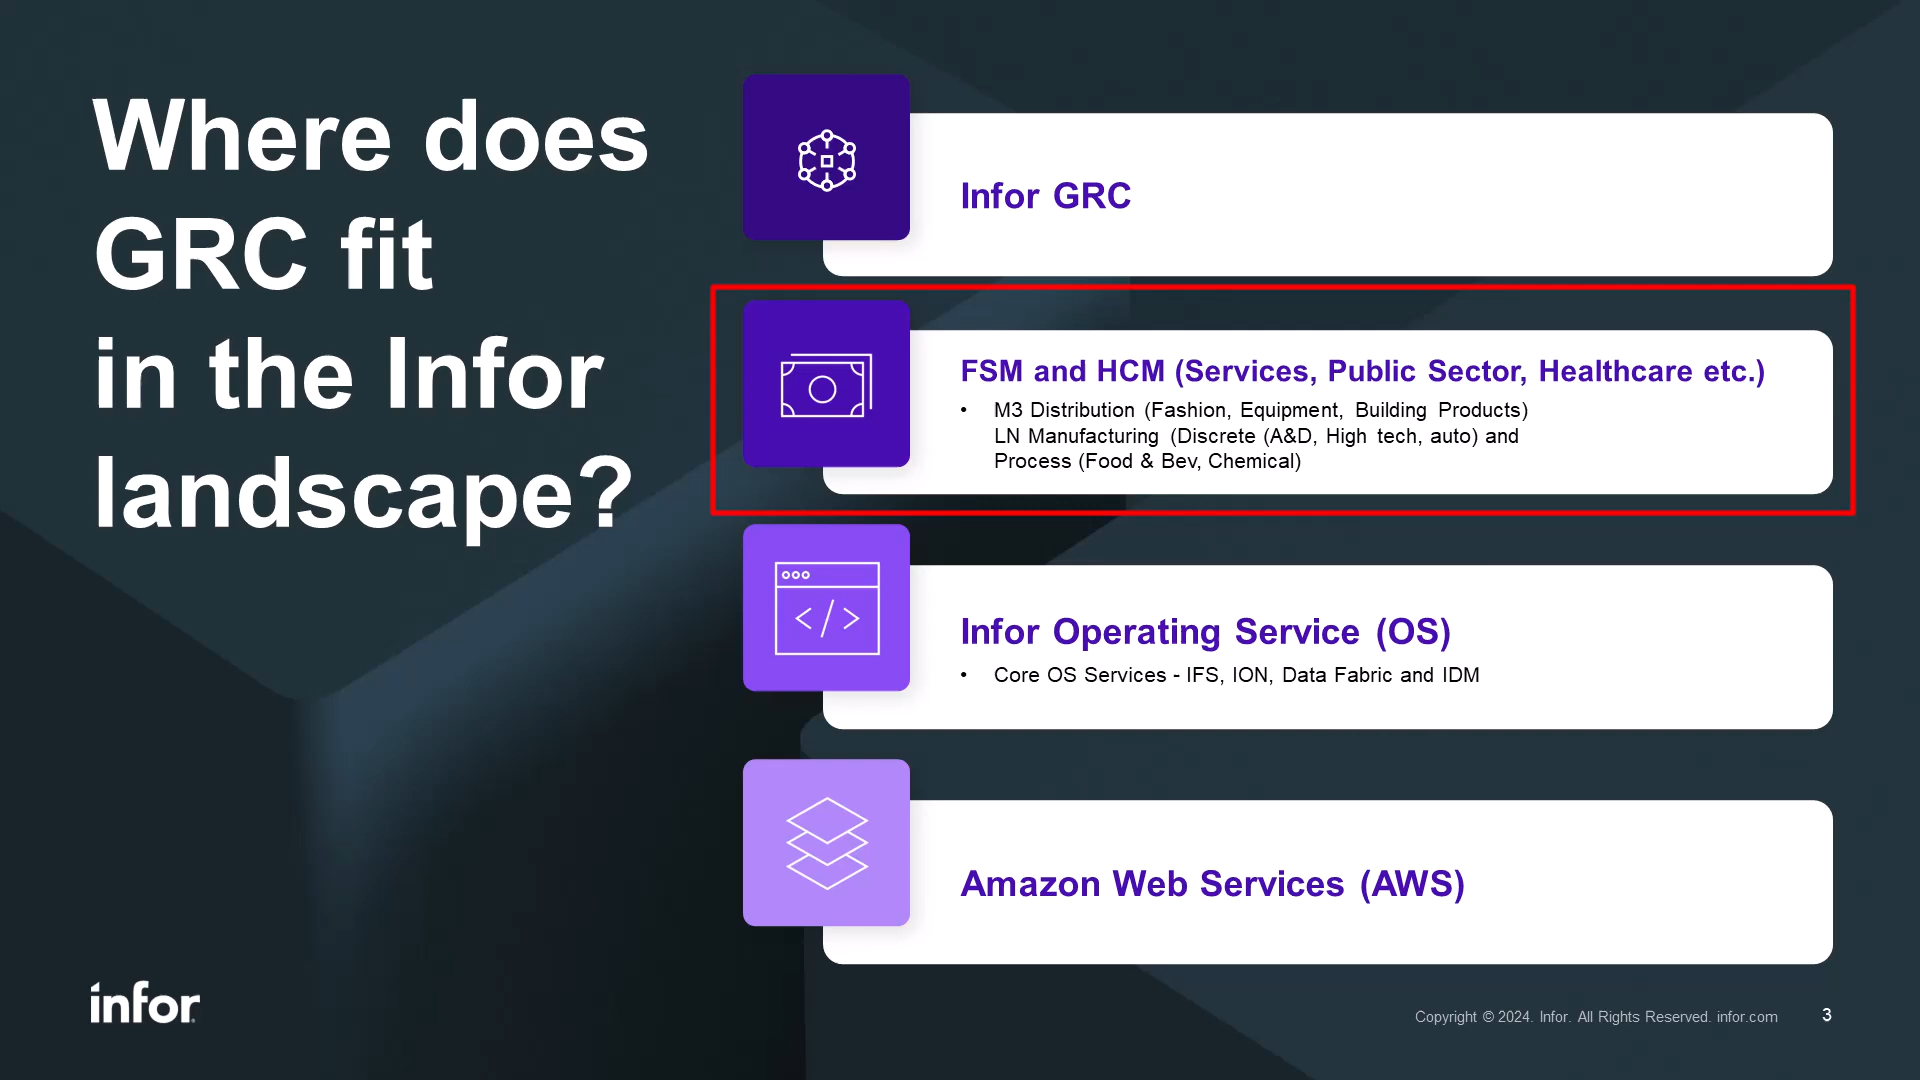 Where does
GRC fit
in the Infor
landscape?
Infor GRC
FSM and HCM (Services, Public Sector, Healthcare etc.)
• M3 Distribution (Fashion, Equipment, Building Products)
LN Manufacturing (Discrete (A&D, High tech, auto) and
Process (Food & Bev, Chemical)
</>
Infor Operating Service (OS)
• Core OS Services - IFS, ION, Data Fabric and IDM
Amazon Web Services (AWS)
infor
Copyright © 2024. Infor. All Rights Reserved. infor.com 3